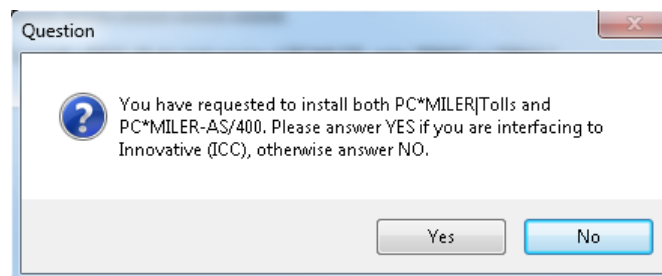 Question
You have requested to install both PC*MILER|Tolls and
PC*MILER-AS/400. Please answer YES if you are interfacing to
Innovative (ICC), otherwise answer NO.
Yes
No